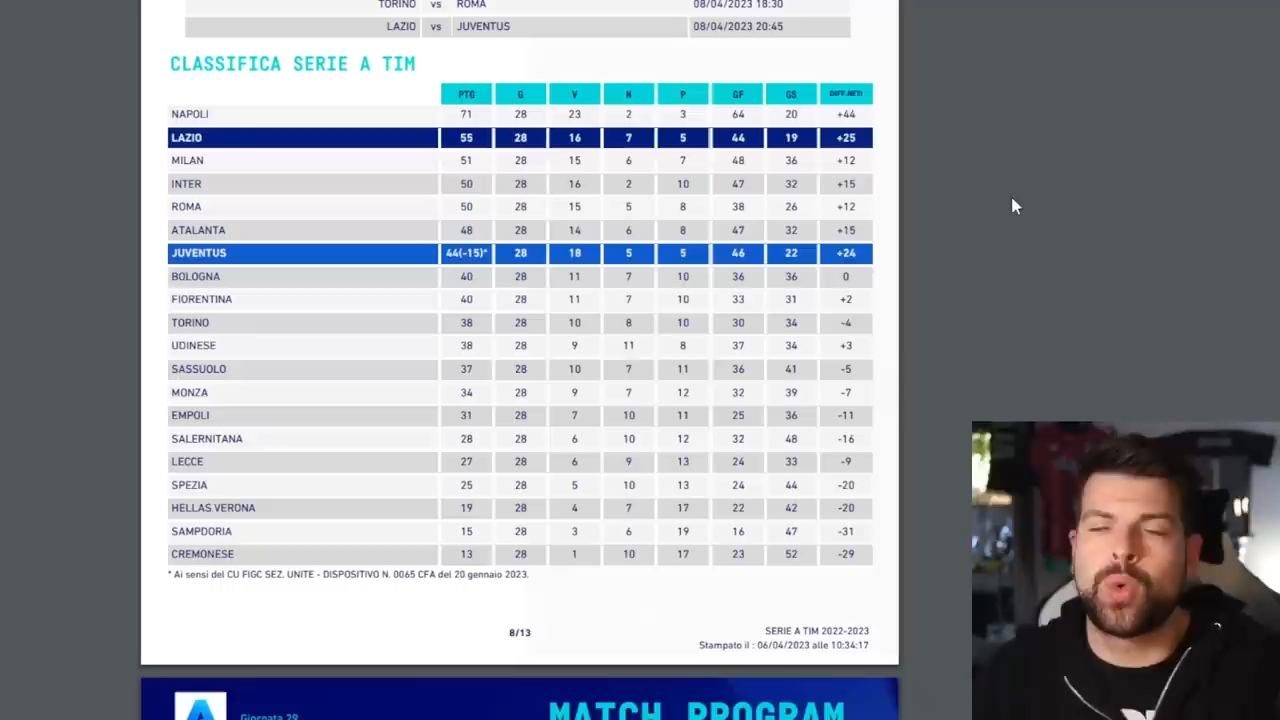 TORINO vs ROMA 08/04/2023 18:30
LAZIO vs JUVENTUS 08/04/2023 20:45
CLASSIFICA SERIE A TIM
PTG G V N P GF GS DIFF.RETI
NAPOLI 71 28 23 2 3 64 20 +44
LAZIO 55 28 16 7 5 44 19 +25
MILAN 51 28 15 6 7 48 36 +12
INTER 50 28 16 2 10 47 32 +15
ROMA 50 28 15 5 8 38 26 +12
ATALANTA 48 28 14 6 8 47 32 +15
JUVENTUS 44(-15)* 28 18 5 5 46 22 +24
BOLOGNA 40 28 11 7 10 36 36 0
FIORENTINA 40 28 11 7 10 33 31 +2
TORINO 38 28 10 8 10 30 34 -4
UDINESE 38 28 9 11 8 37 34 +3
SASSUOLO 37 28 10 7 11 36 41 -5
MONZA 34 28 9 7 12 32 39 -7
EMPOLI 31 28 7 10 11 25 36 -11
SALERNITANA 28 28 6 10 12 32 48 -16
LECCE 27 28 6 9 13 24 33 -9
SPEZIA 25 28 5 10 13 24 44 -20
HELLAS VERONA 19 28 4 7 17 22 42 -20
SAMPDORIA 15 28 3 6 19 16 47 -31
CREMONESE 13 28 1 10 17 23 52 -29
* Ai sensi del CU FIGC SEZ. UNITE - DISPOSITIVO N. 0065 CFA del 20 gennaio 2023.
8/13
SERIE A TIM 2022-2023
Stampato il : 06/04/2023 alle 10:34:17
Giornata 29
MATCH PROGRAM